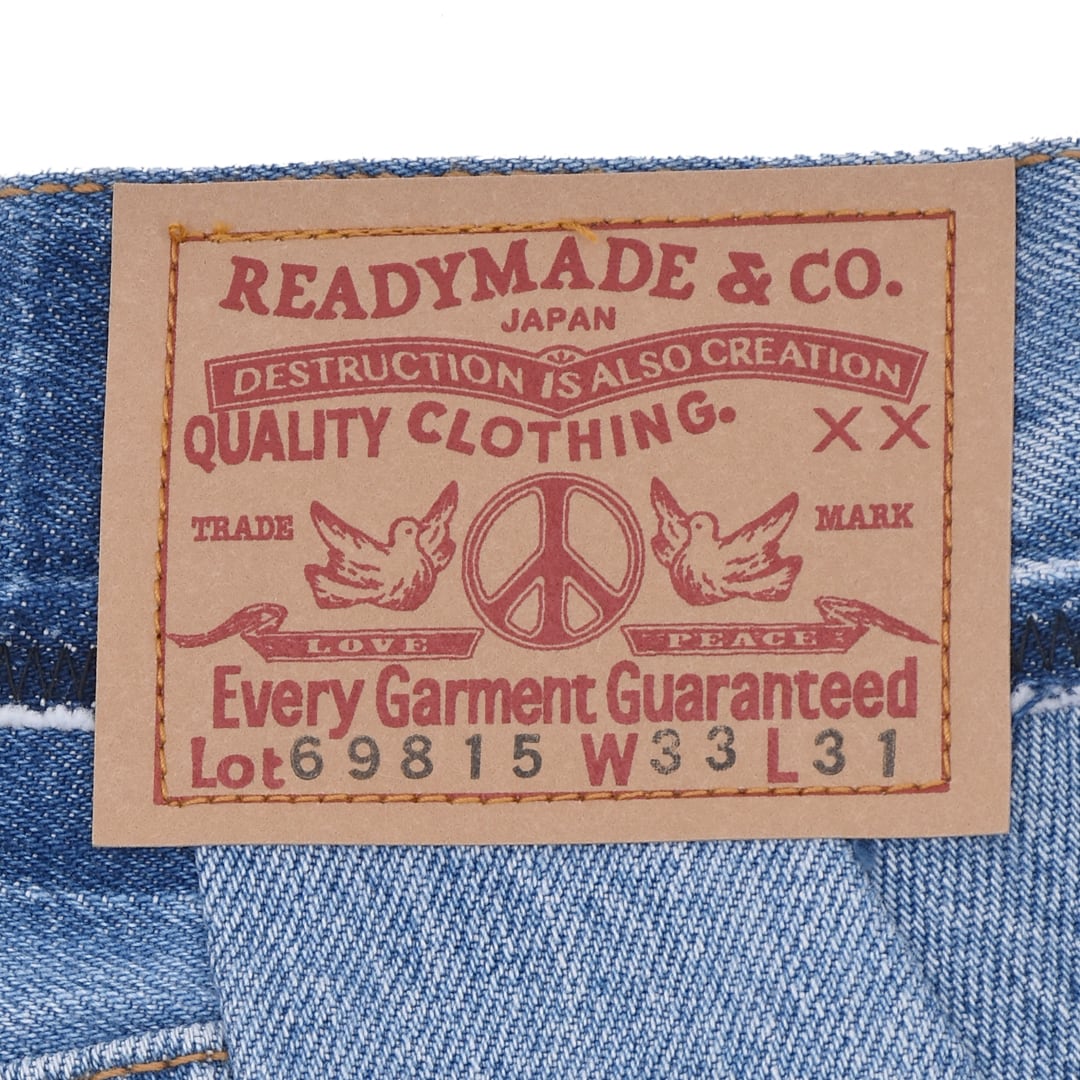 READYMADE & CO.
JAPAN
DESTRUCTION IS ALSO CREATION
QUALITY CLOTHING. XX
TRADE MARK
LOVE PEACE
Every Garment Guaranteed
Lot 69815 W33 L31